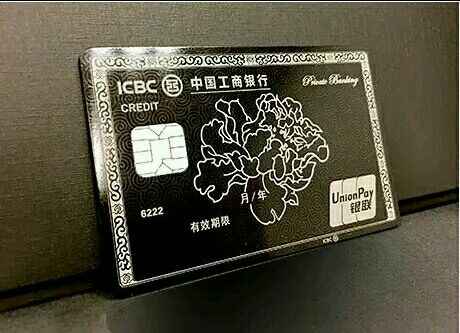 ICBC 中国工商银行 Private Banking
CREDIT
月/年
6222
有效期限
UnionPay
银联
ICBC